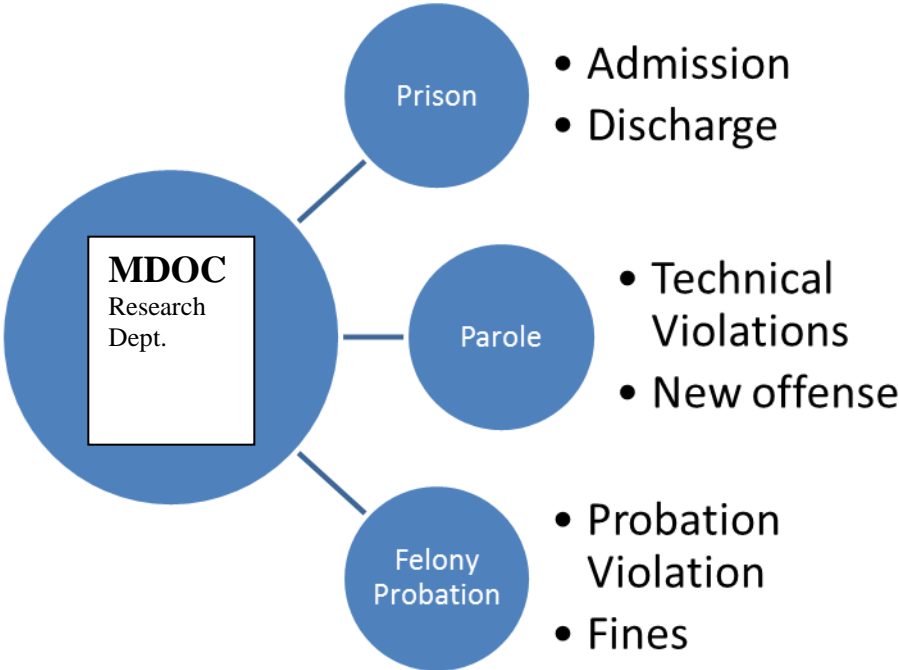 MDOC
Research
Dept.
Prison
• Admission
• Discharge
Parole
• Technical
Violations
• New offense
Felony
Probation
• Probation
Violation
• Fines